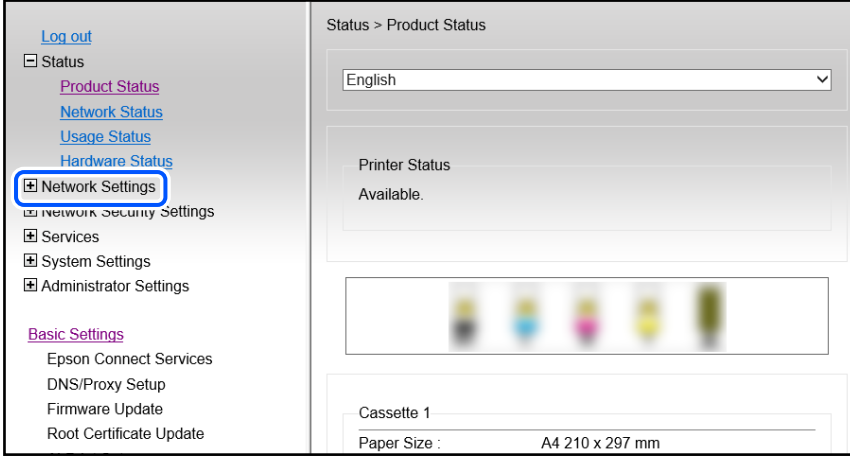 Log out
Status
Product Status
Network Status
Usage Status
Hardware Status
Network Settings
Network Security Settings
Services
System Settings
Administrator Settings
Basic Settings
Epson Connect Services
DNS/Proxy Setup
Firmware Update
Root Certificate Update
Status > Product Status
English
Printer Status
Available.
Cassette 1
Paper Size : A4 210 x 297 mm